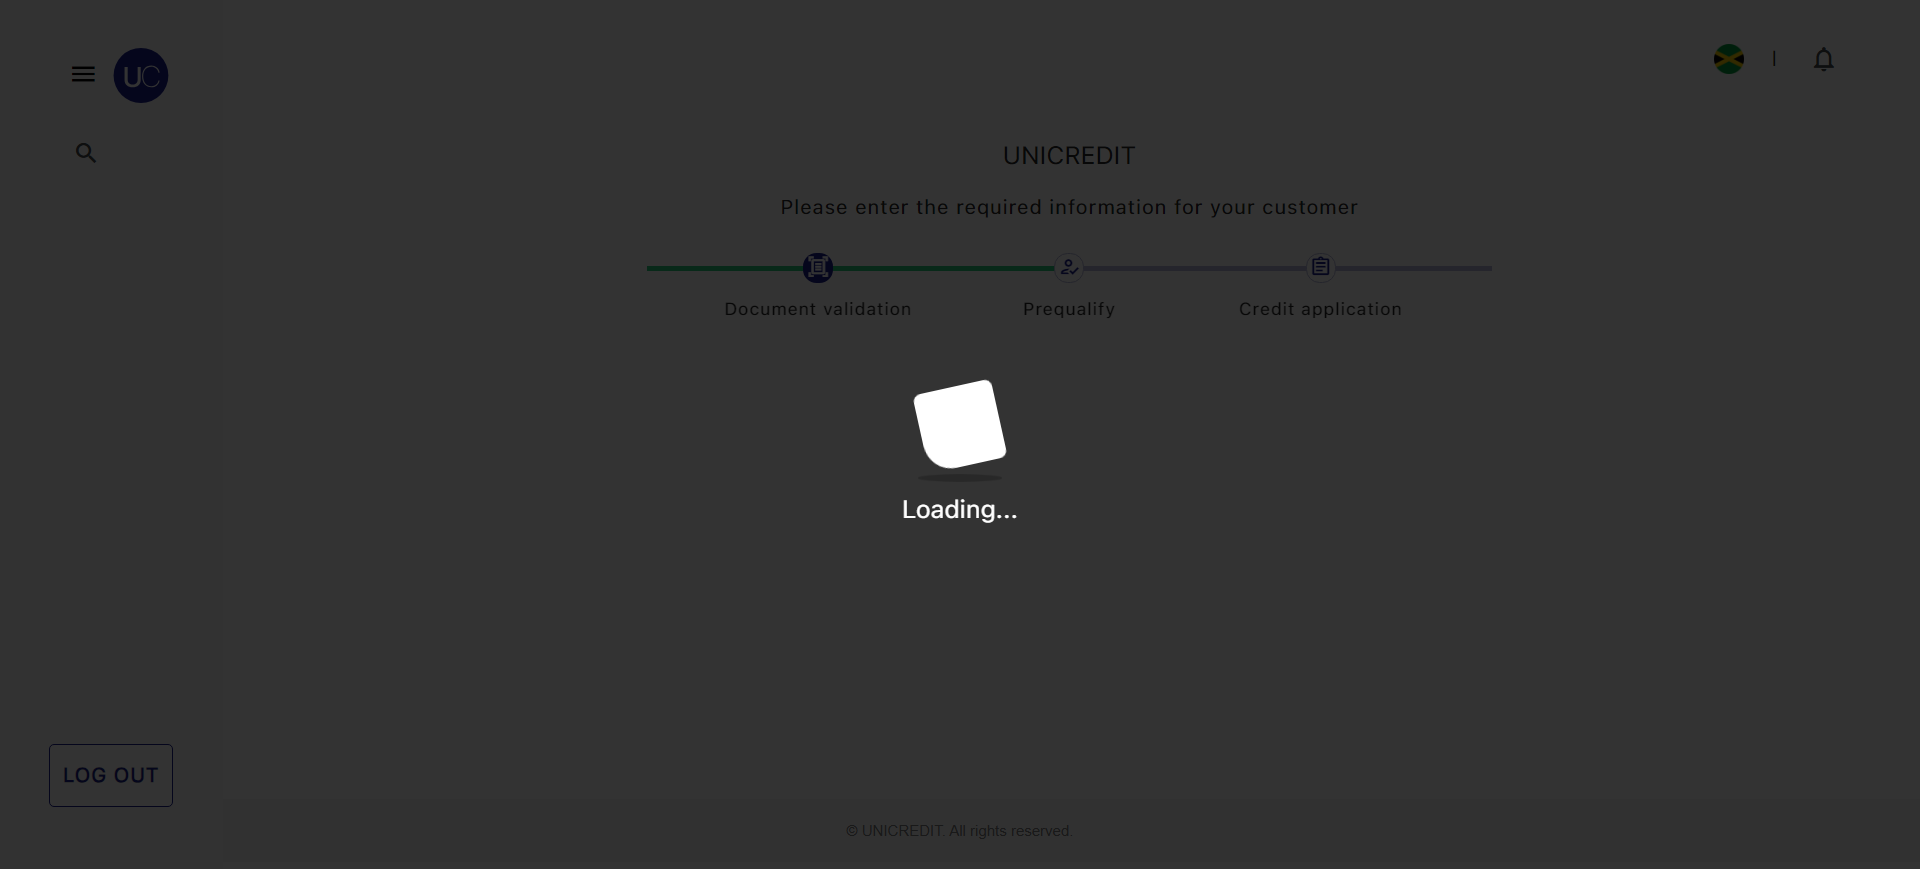 UC
UNICREDIT
Please enter the required information for your customer
Document validation
Prequalify
Credit application
Loading...
LOG OUT
© UNICREDIT. All rights reserved.